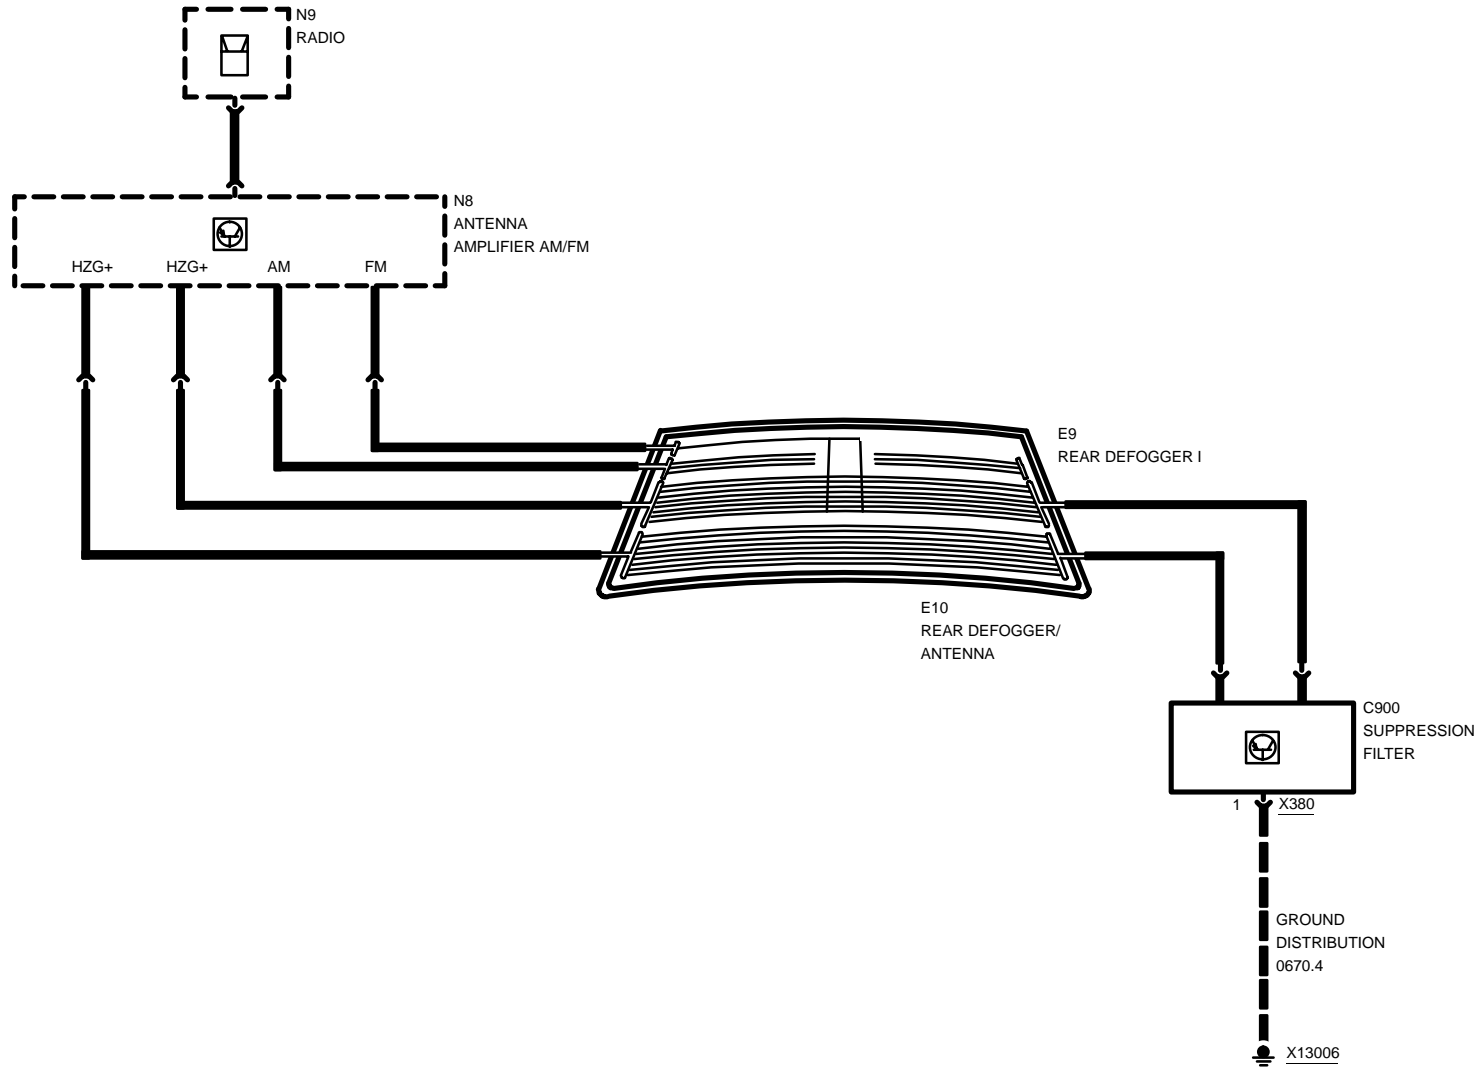 N9
RADIO
N8
ANTENNA
AMPLIFIER AM/FM
HZG+ HZG+ AM FM
E9
REAR DEFOGGER I
E10
REAR DEFOGGER/
ANTENNA
C900
SUPPRESSION
FILTER
1 X380
GROUND
DISTRIBUTION
0670.4
X13006